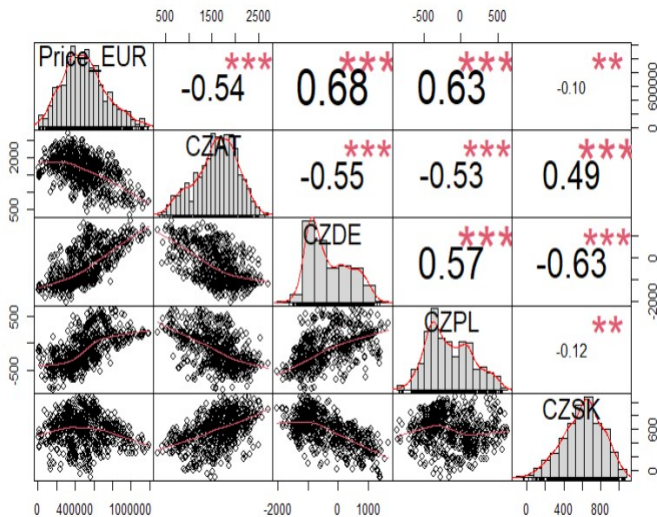 500 1500 2500 -500 0 500
Price_EUR *** -0.54 *** 0.68 *** 0.63 ** -0.10 0 600000
500 2000 CZAT *** -0.55 *** -0.53 *** 0.49
CZDE *** 0.57 *** -0.63 -2000 0
-500 500 CZPL ** -0.12
CZSK 0 600
0 400000 1000000 -2000 0 1000 0 400 800